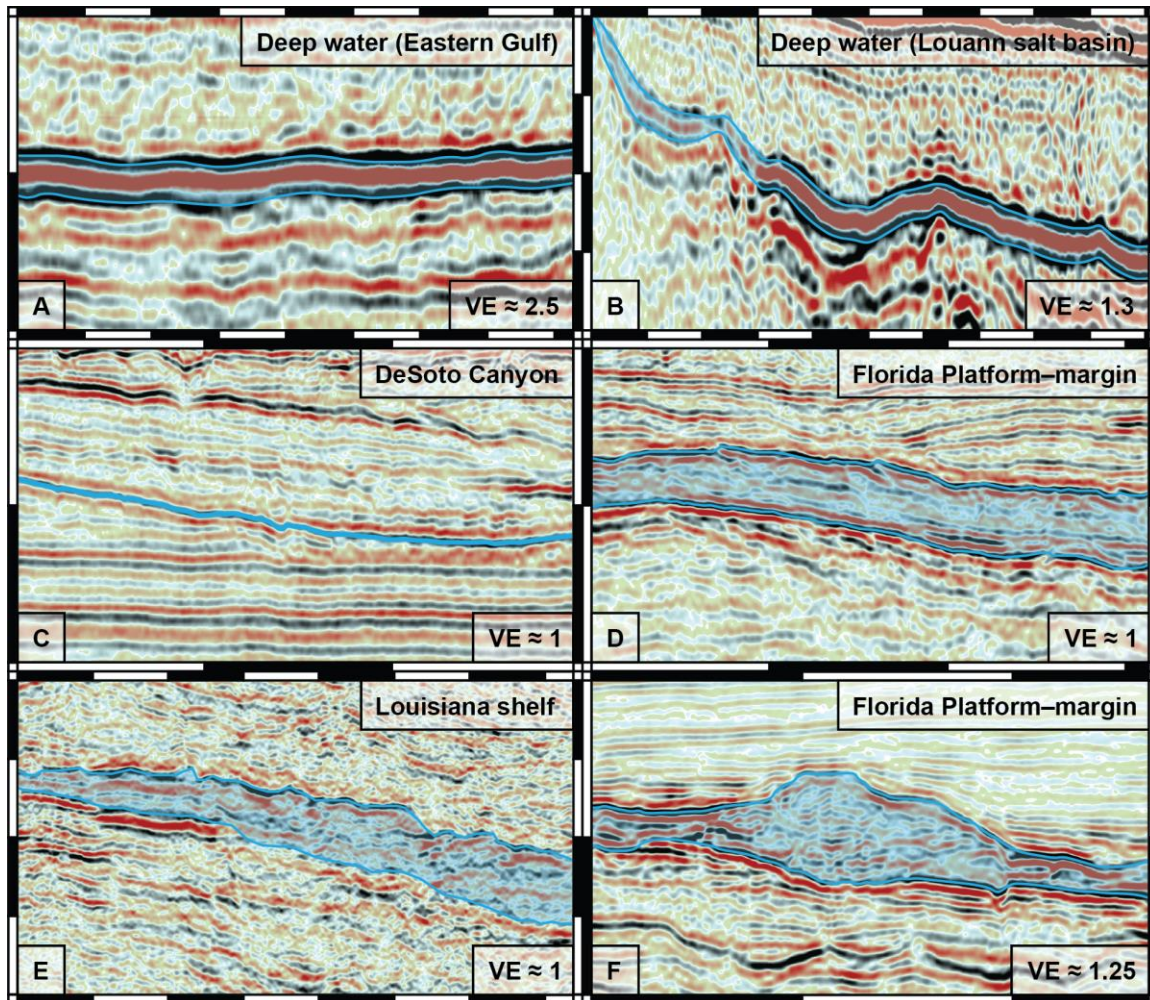 Deep water (Eastern Gulf)
A
VE ≈ 2.5
Deep water (Louann salt basin)
B
VE ≈ 1.3
DeSoto Canyon
C
VE ≈ 1
Florida Platform–margin
D
VE ≈ 1
Louisiana shelf
E
VE ≈ 1
Florida Platform–margin
F
VE ≈ 1.25